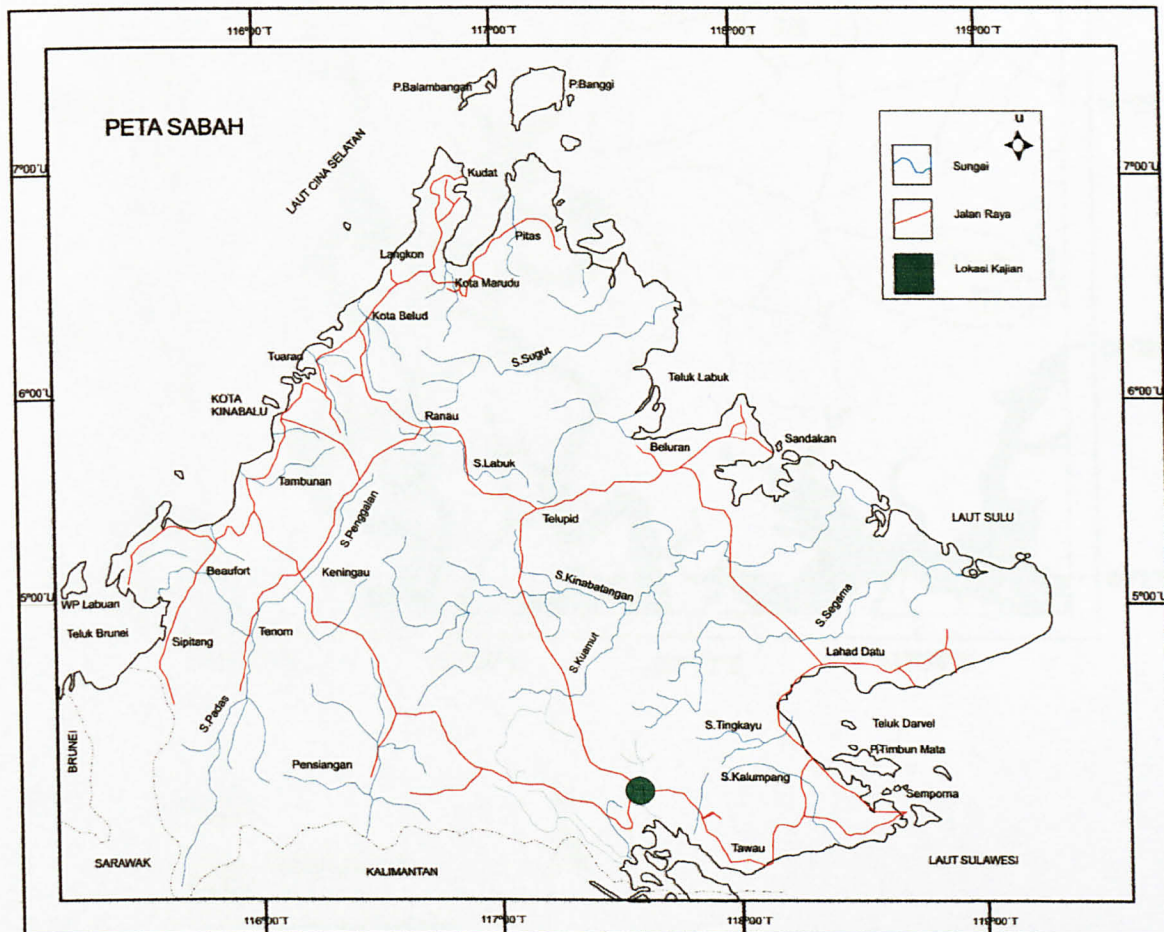 116°00'T
117°00'T
118°00'T
119°00'T
PETA SABAH
P.Balambangan
P.Banggi
LAUT CINA SELATAN
u
Sungai
Jalan Raya
Lokasi Kajian
7°00'U
7°00'U
Kudat
Pitas
Langkon
Kota Marudu
Kota Belud
S.Sugut
Tuaran
Teluk Labuk
6°00'U
6°00'U
KOTA
KINABALU
Ranau
Beluran
Sandakan
S.Labuk
Tambunan
S.Penggalan
Telupid
LAUT SULU
Beaufort
Keningau
S.Kinabatangan
S.Segama
5°00'U
5°00'U
WP Labuan
Teluk Brunei
Sipitang
Tenom
S.Kuamut
Lahad Datu
S.Padas
S.Tingkayu
Teluk Darvel
P.Timbun Mata
BRUNEI
Pensiangan
S.Kalumpang
Semporna
Tawau
SARAWAK
KALIMANTAN
LAUT SULAWESI
116°00'T
117°00'T
118°00'T
119°00'T